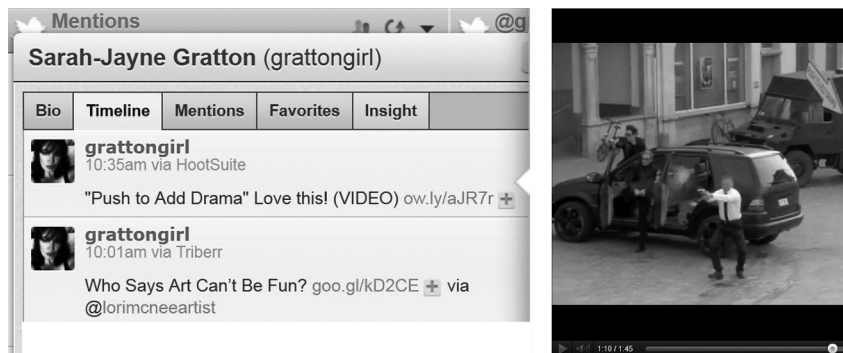 Mentions
@g
Sarah-Jayne Gratton (grattongirl)
Bio Timeline Mentions Favorites Insight
grattongirl
10:35am via HootSuite
"Push to Add Drama" Love this! (VIDEO) ow.ly/aJR7r +
grattongirl
10:01am via Triberr
Who Says Art Can't Be Fun? goo.gl/kD2CE + via
@lorimcneeartist
1:10 / 1:45